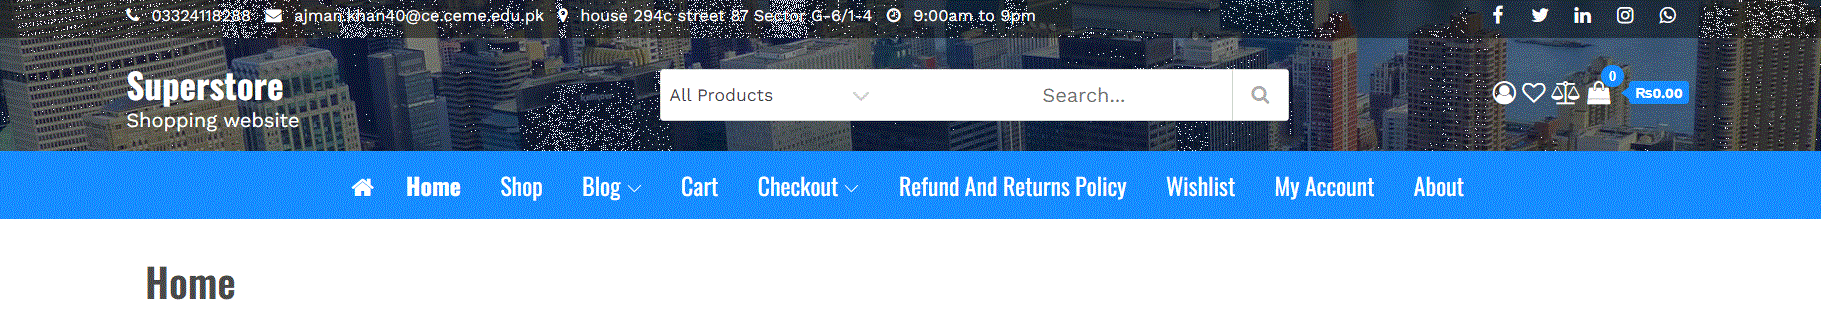 03324118288 ajman.khan40@ce.ceme.edu.pk house 294c street 87 Sector G-6/1-4 9:00am to 9pm
Superstore
Shopping website
All Products Search...
0
₨0.00
Home Shop Blog Cart Checkout Refund And Returns Policy Wishlist My Account About
Home